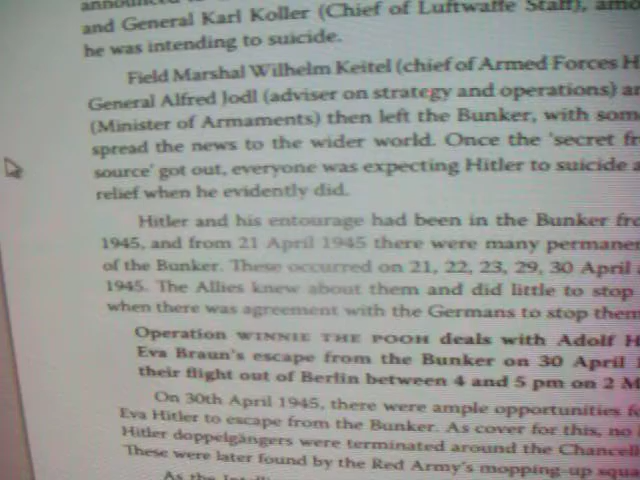 and General Karl Koller (Chief of Luftwaffe Staff),
he was intending to suicide.
Field Marshal Wilhelm Keitel (chief of Armed Forces H
General Alfred Jodl (adviser on strategy and operations) an
(Minister of Armaments) then left the Bunker, with som
spread the news to the wider world. Once the 'secret fr
source' got out, everyone was expecting Hitler to suicide a
relief when he evidently did.
Hitler and his entourage had been in the Bunker fro
1945, and from 21 April 1945 there were many permane
of the Bunker. These occurred on 21, 22, 23, 29, 30 April
1945. The Allies knew about them and did little to stop
when there was agreement with the Germans to stop them
Operation WINNIE THE POOH deals with Adolf H
Eva Braun's escape from the Bunker on 30 April 1
their flight out of Berlin between 4 and 5 pm on 2 M
On 30th April 1945, there were ample opportunities fo
Eva Hitler to escape from the Bunker. As cover for this, no
Hitler doppelgängers were terminated around the Chancell
These were later found by the Red Army's mopping-up squa
As the